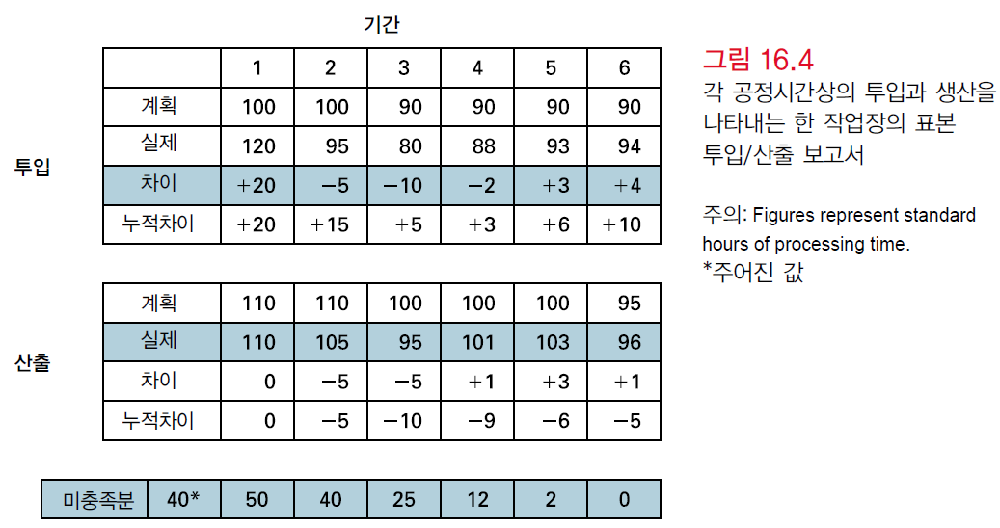 기간
1 2 3 4 5 6
투입
계획 100 100 90 90 90 90
실제 120 95 80 88 93 94
차이 +20 −5 −10 −2 +3 +4
누적차이 +20 +15 +5 +3 +6 +10
산출
계획 110 110 100 100 100 95
실제 110 105 95 101 103 96
차이 0 −5 −5 +1 +3 +1
누적차이 0 −5 −10 −9 −6 −5
미충족분 40* 50 40 25 12 2 0
그림 16.4
각 공정시간상의 투입과 생산을
나타내는 한 작업장의 표본
투입/산출 보고서
주의: Figures represent standard
hours of processing time.
*주어진 값